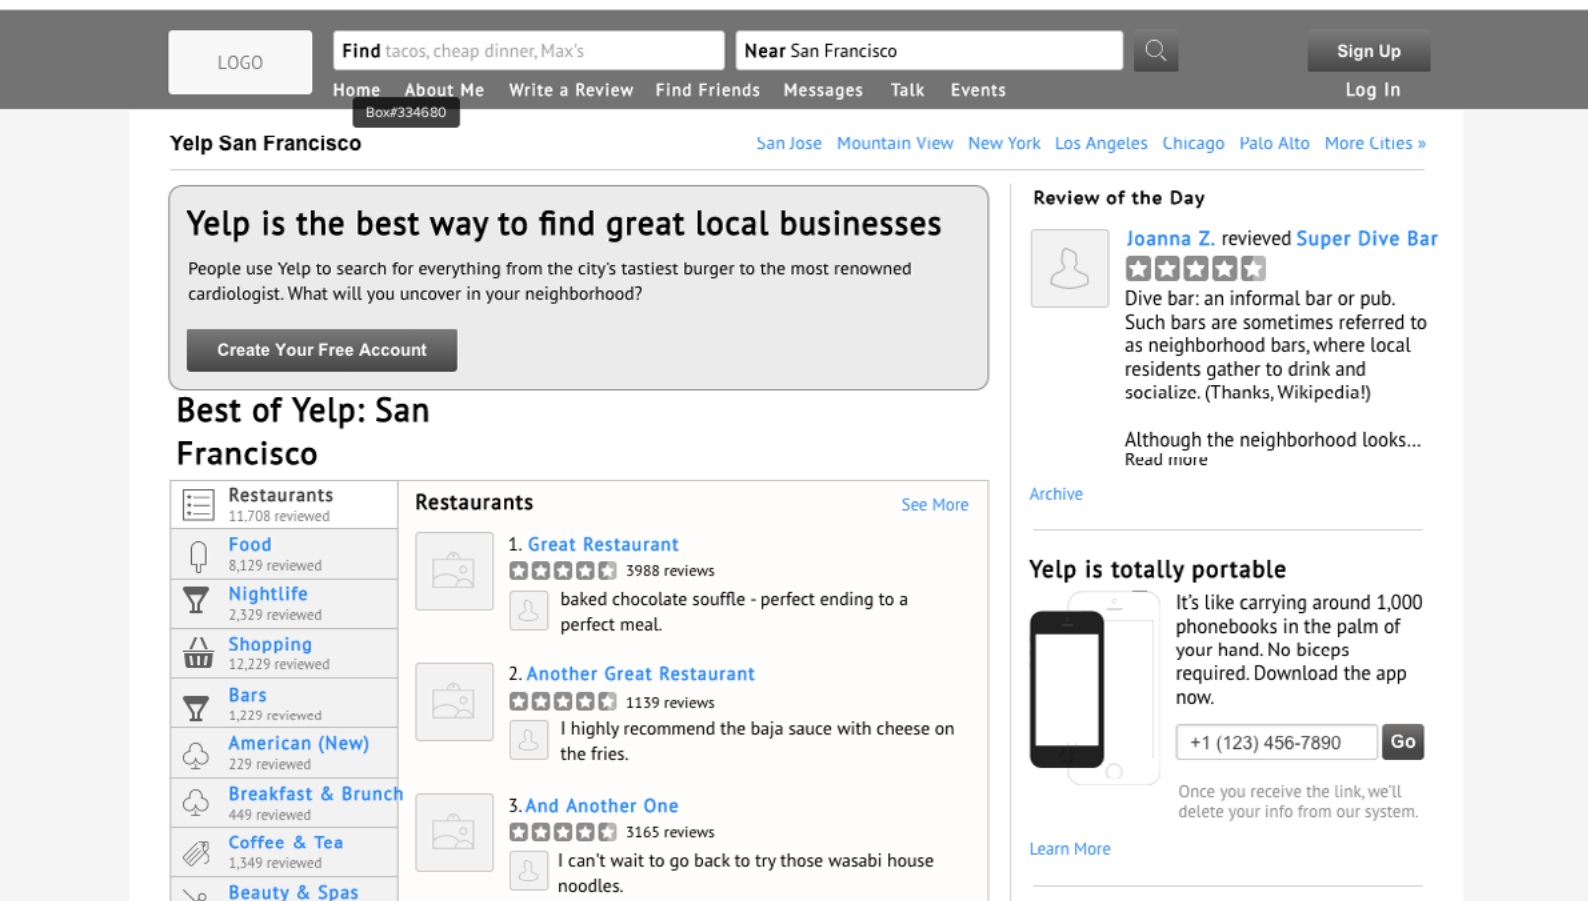 LOGO
Find tacos, cheap dinner, Max's
Near San Francisco
Sign Up
Home About Me Write a Review Find Friends Messages Talk Events
Log In
Box#334680
Yelp San Francisco
San Jose Mountain View New York Los Angeles Chicago Palo Alto More Cities »
Yelp is the best way to find great local businesses
People use Yelp to search for everything from the city's tastiest burger to the most renowned
cardiologist. What will you uncover in your neighborhood?
Create Your Free Account
Best of Yelp: San
Francisco
Restaurants
11,708 reviewed
Food
8,129 reviewed
Nightlife
2,329 reviewed
Shopping
12,229 reviewed
Bars
1,229 reviewed
American (New)
229 reviewed
Breakfast & Brunch
449 reviewed
Coffee & Tea
1,349 reviewed
Beauty & Spas
Restaurants
See More
1. Great Restaurant
3988 reviews
baked chocolate souffle - perfect ending to a
perfect meal.
2. Another Great Restaurant
1139 reviews
I highly recommend the baja sauce with cheese on
the fries.
3. And Another One
3165 reviews
I can't wait to go back to try those wasabi house
noodles.
Review of the Day
Joanna Z. revieved Super Dive Bar
Dive bar: an informal bar or pub.
Such bars are sometimes referred to
as neighborhood bars, where local
residents gather to drink and
socialize. (Thanks, Wikipedia!)
Although the neighborhood looks...
Read more
Archive
Yelp is totally portable
It's like carrying around 1,000
phonebooks in the palm of
your hand. No biceps
required. Download the app
now.
+1 (123) 456-7890
Go
Once you receive the link, we'll
delete your info from our system.
Learn More